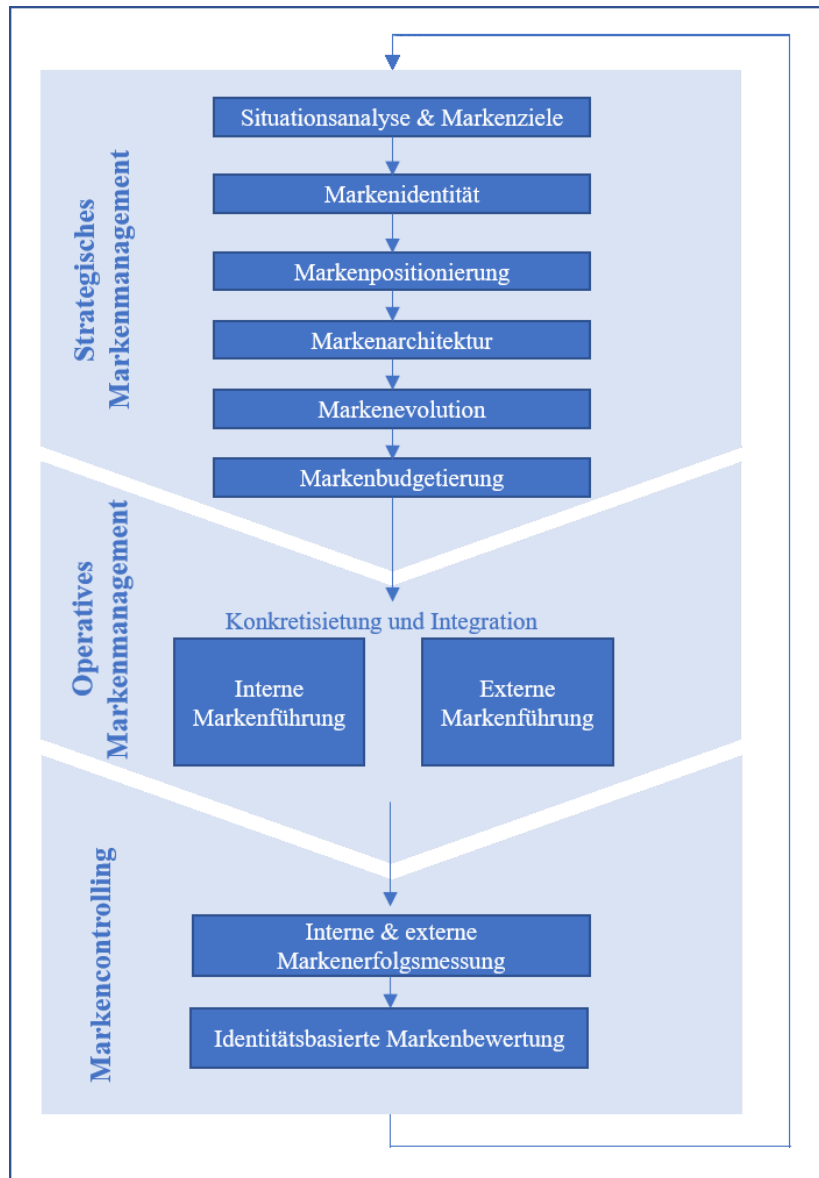 Strategisches
Markenmanagement
Situationsanalyse & Markenziele
Markenidentität
Markenpositionierung
Markenarchitektur
Markenevolution
Markenbudgetierung
Operatives
Markenmanagement
Konkretisietung und Integration
Interne
Markenführung
Externe
Markenführung
Markencontrolling
Interne & externe
Markenerfolgsmessung
Identitätsbasierte Markenbewertung